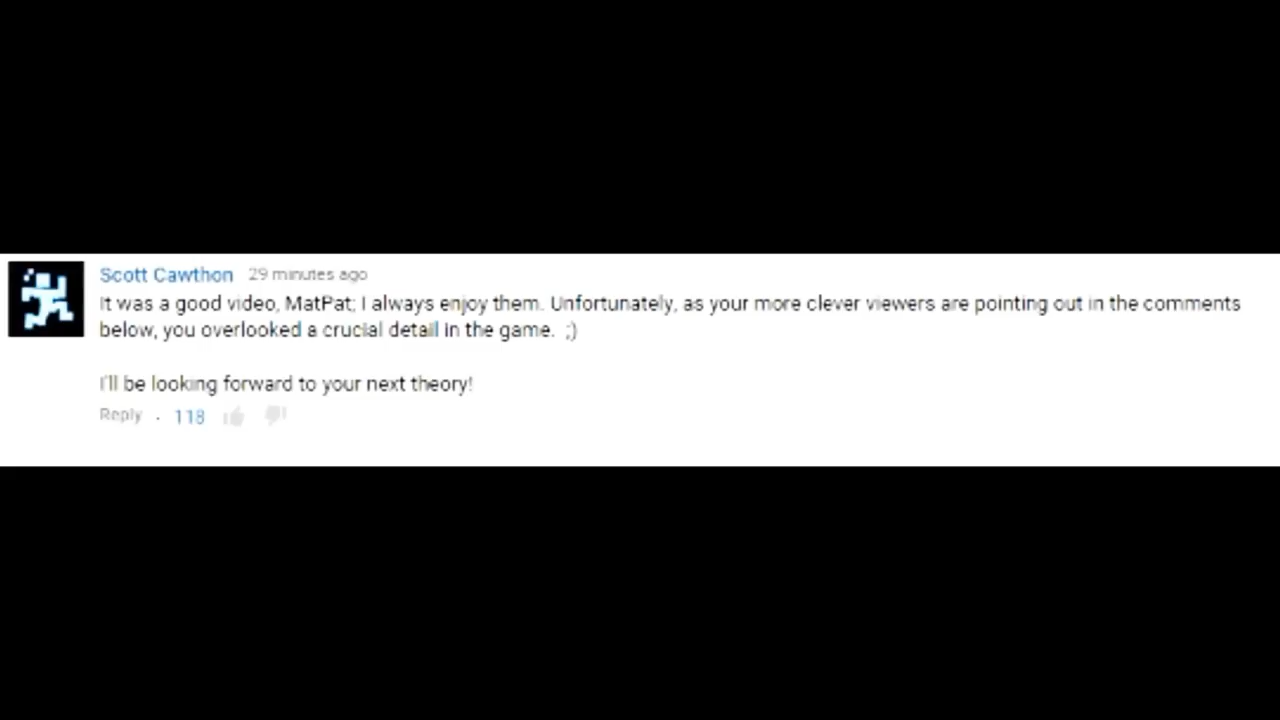 Scott Cawthon 29 minutes ago
It was a good video, MatPat; I always enjoy them. Unfortunately, as your more clever viewers are pointing out in the comments
below, you overlooked a crucial detail in the game.  ;)
I'll be looking forward to your next theory!
Reply · 118